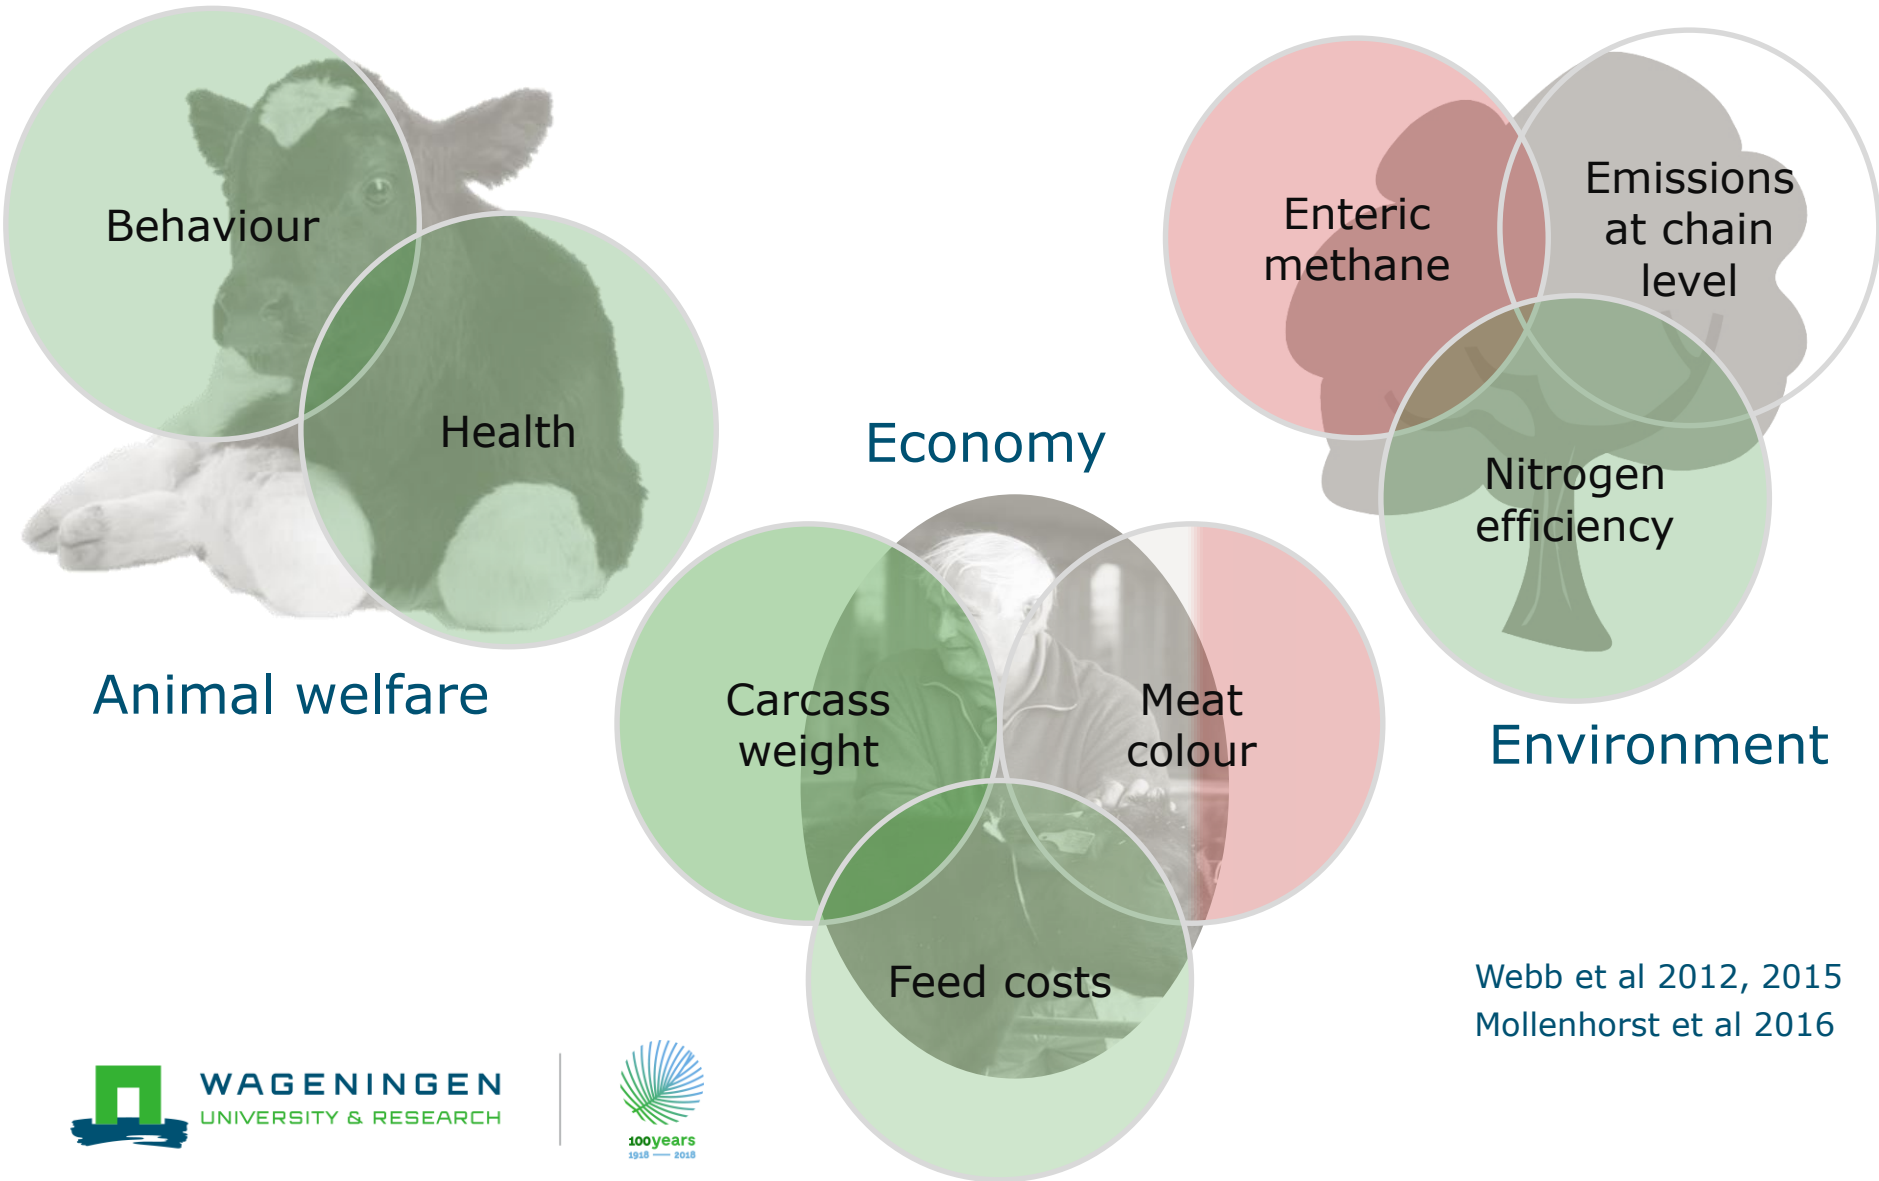 Behaviour
Health
Animal welfare
Economy
Carcass
weight
Meat
colour
Feed costs
Enteric
methane
Emissions
at chain
level
Nitrogen
efficiency
Environment
Webb et al 2012, 2015
Mollenhorst et al 2016
WAGENINGEN
UNIVERSITY & RESEARCH
100years
1918 — 2018